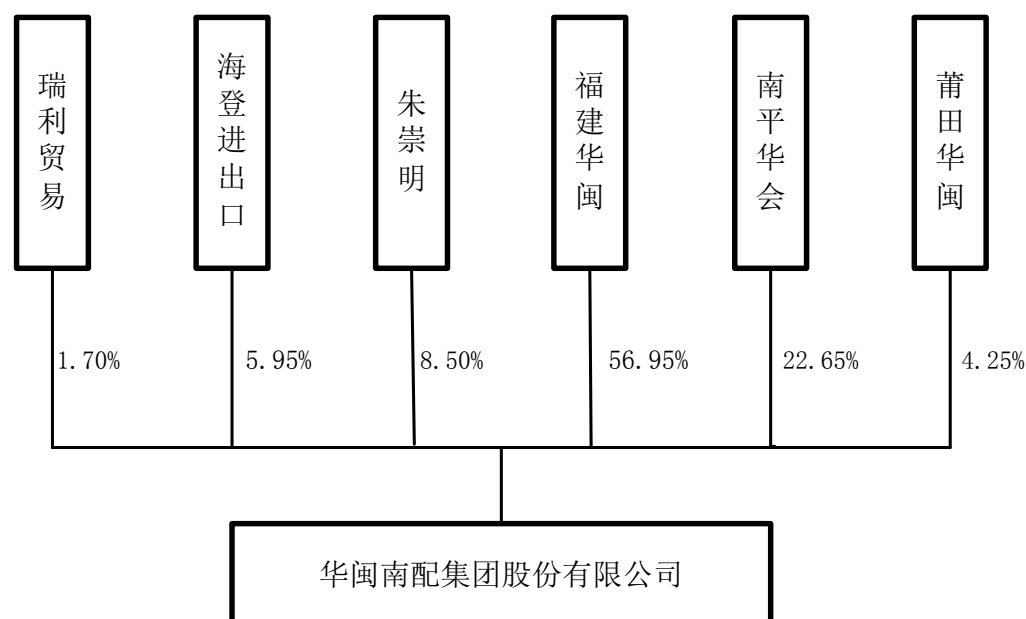 瑞利贸易
海登进出口
朱崇明
福建华闽
南平华会
莆田华闽
1.70%
5.95%
8.50%
56.95%
22.65%
4.25%
华闽南配集团股份有限公司